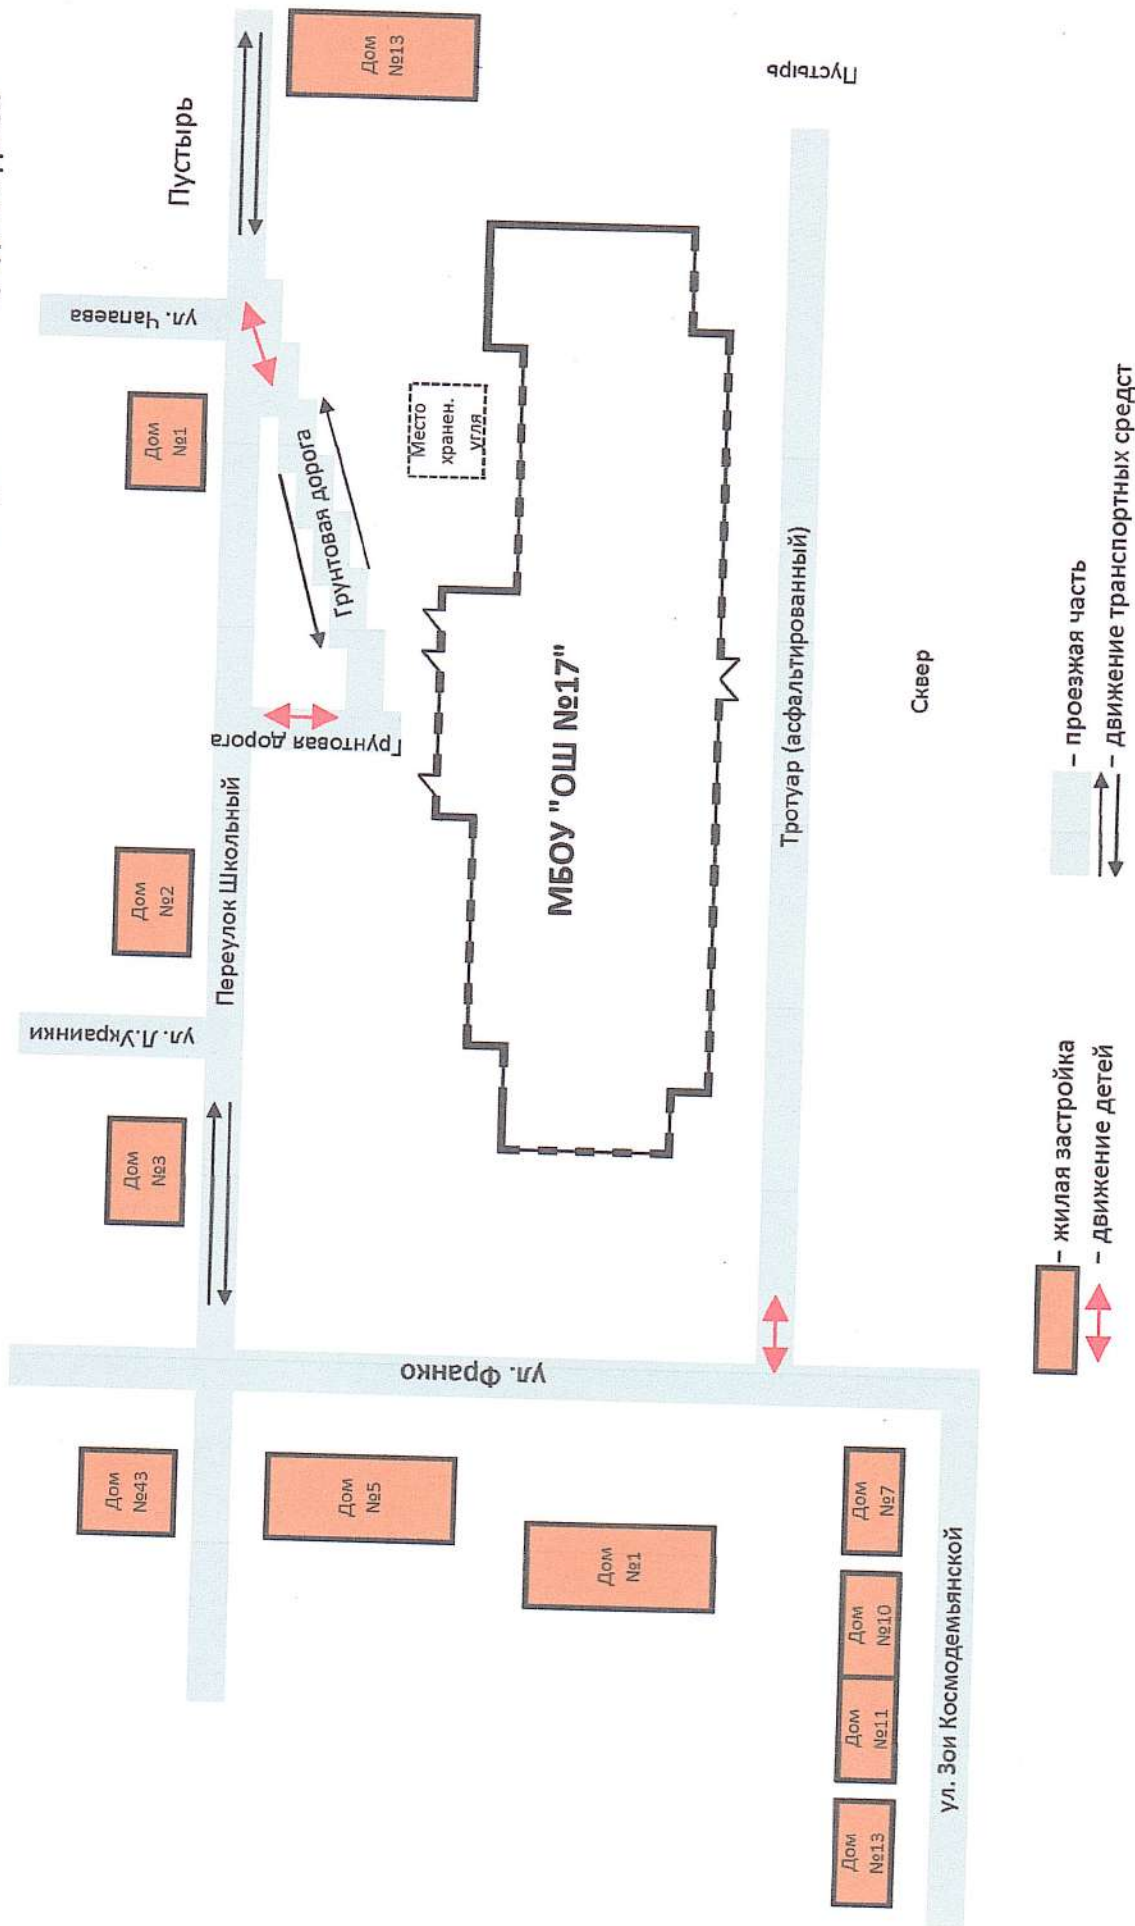 ул. Л.Украинки
ул. Чапаева
Пустырь
Дом
№43
Дом
№3
Дом
№2
Дом
№1
Переулок Школьный
Грунтовая дорога
Грунтовая дорога
Дом
№13
Дом
№5
ул. Франко
Место
хранен.
угля
МБОУ "ОШ №17"
Дом
№1
Тротуар (асфальтированный)
Пустырь
Дом
№13
Дом
№11
Дом
№10
Дом
№7
Сквер
ул. Зои Космодемьянской
– жилая застройка
– проезжая часть
– движение детей
– движение транспортных средст